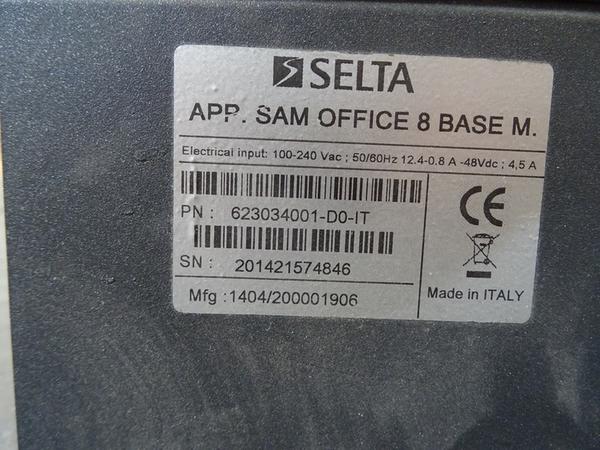 SELTA
APP. SAM OFFICE 8 BASE M.
Electrical input: 100-240 Vac ; 50/60Hz 12.4-0.8 A -48Vdc ; 4,5 A
PN : 623034001-D0-IT
SN : 201421574846
Mfg :1404/200001906
CE
Made in ITALY